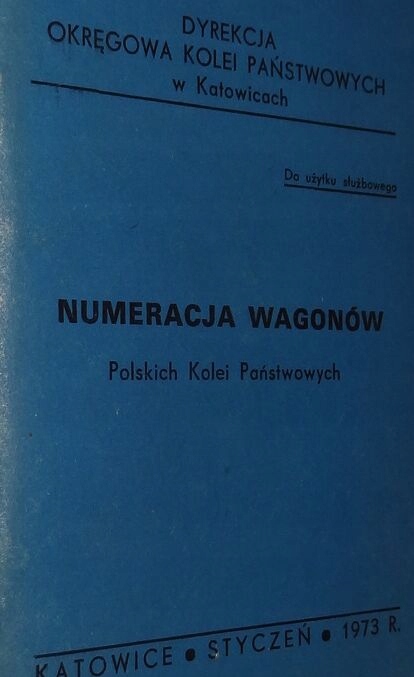 DYREKCJA
OKRĘGOWA KOLEI PAŃSTWOWYCH
w Katowicach
Do użytku służbowego
NUMERACJA WAGONÓW
Polskich Kolei Państwowych
KATOWICE • STYCZEŃ • 1973 R.